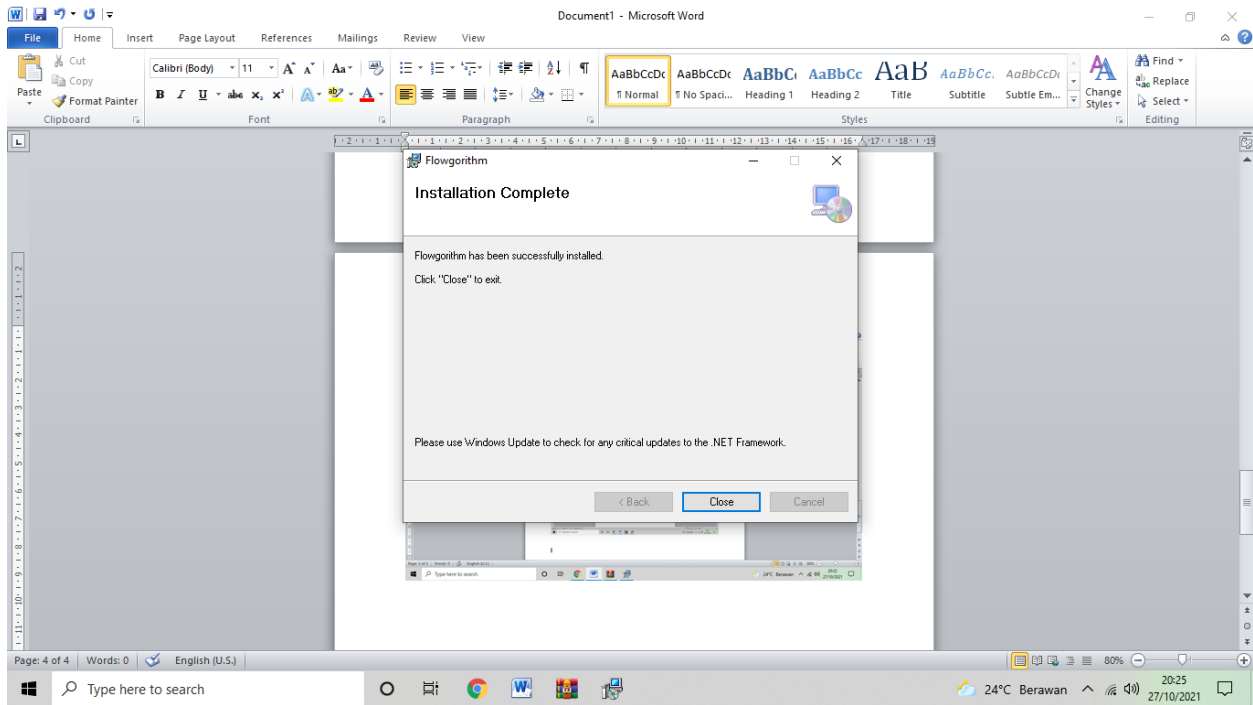 Document1 - Microsoft Word
File Home Insert Page Layout References Mailings Review View
Paste
Cut
Copy
Format Painter
Clipboard
Calibri (Body) 11
Font
Paragraph
AaBbCcDc AaBbCcDc AaBbC AaBbCc AaB AaBbCc. AaBbCcDc
¶ Normal ¶ No Spaci... Heading 1 Heading 2 Title Subtitle Subtle Em...
Change Styles
Styles
Find
Replace
Select
Editing
Flowgorithm
Installation Complete
Flowgorithm has been successfully installed.
Click "Close" to exit.
Please use Windows Update to check for any critical updates to the .NET Framework.
< Back Close Cancel
Type here to search
Page: 4 of 4 Words: 0 English (U.S.) 80%
Type here to search 24°C Berawan 20:25
27/10/2021